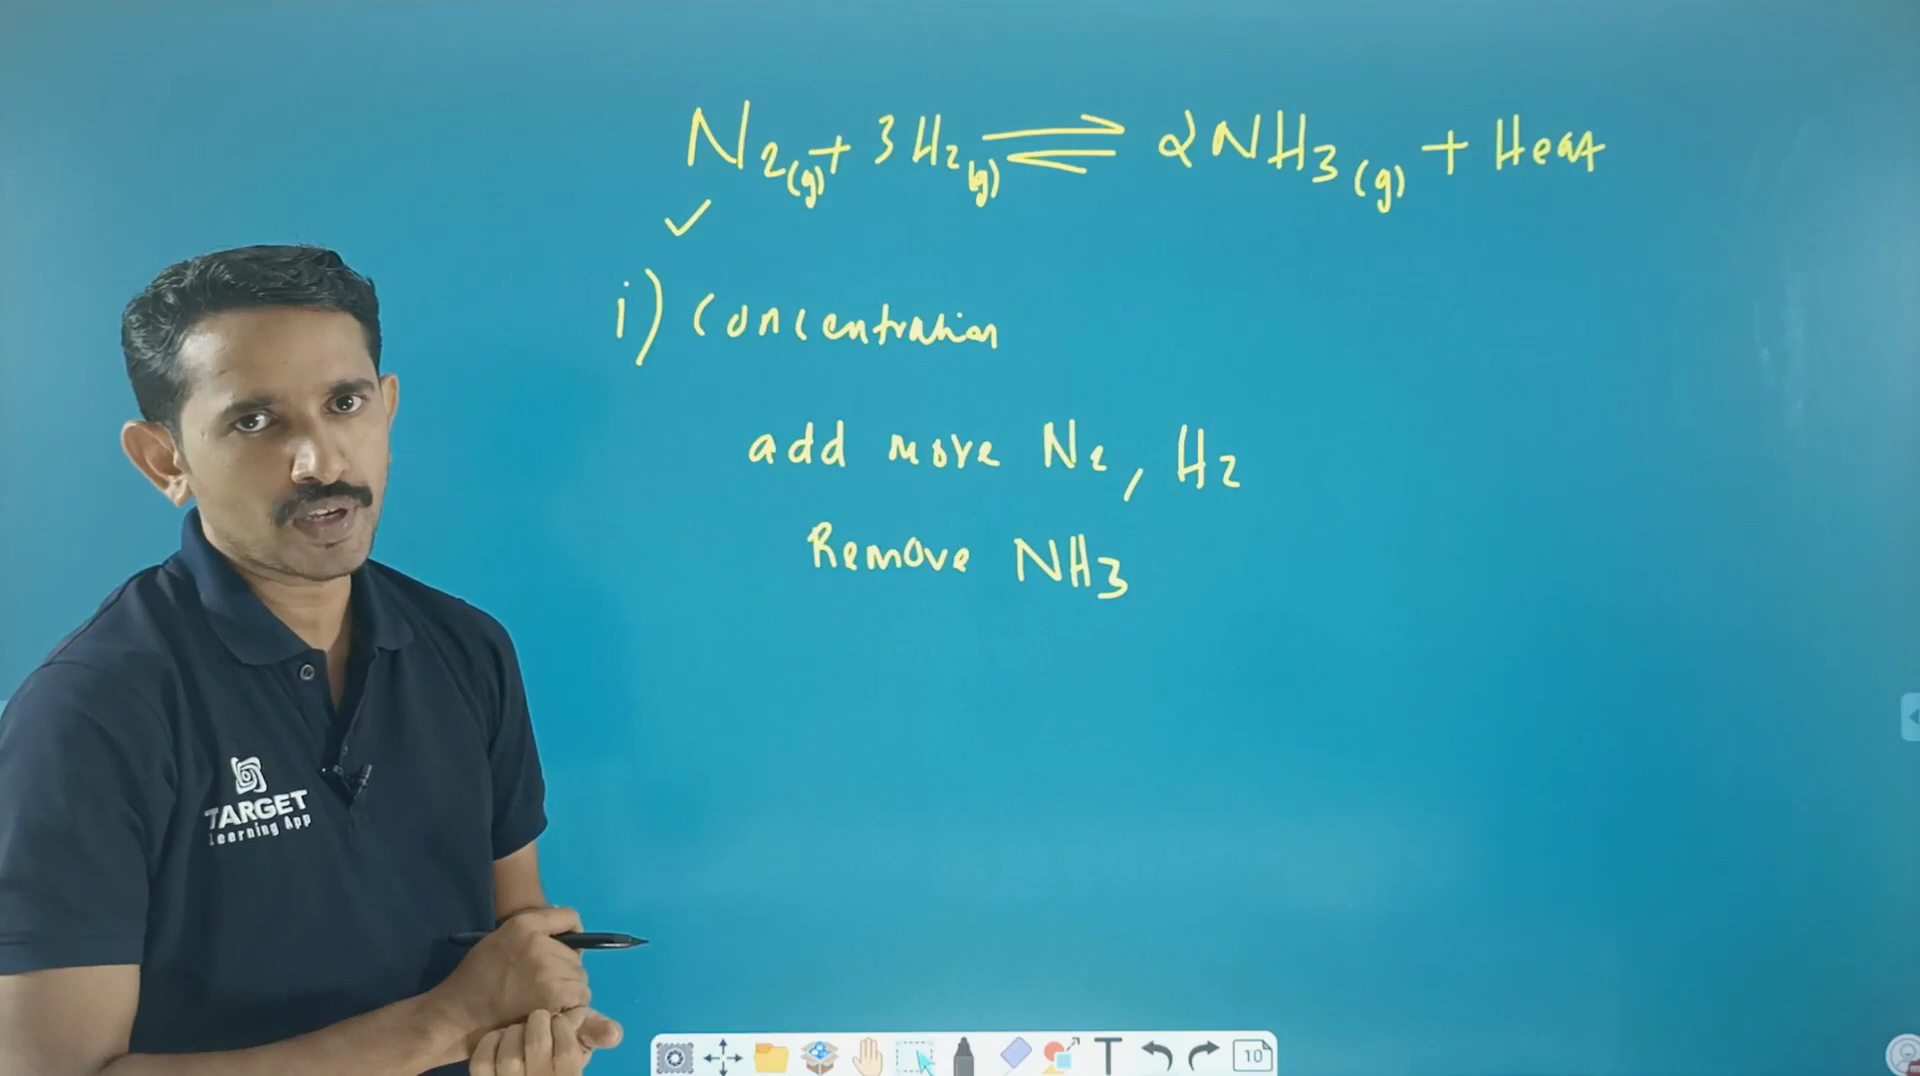 N2(g) + 3H2(g) ⇌ 2NH3(g) + Heat
✓
i) Concentration
add more N2, H2
Remove NH3
TARGET
Learning App
T
10